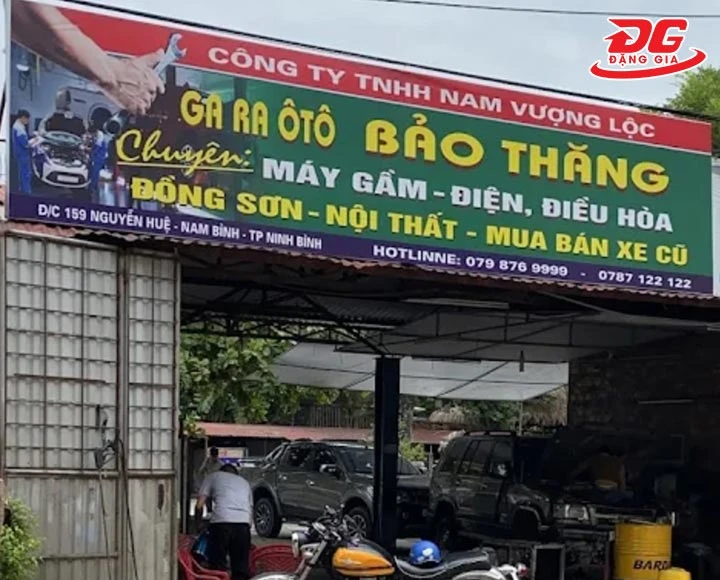 ĐG
ĐẶNG GIA
CÔNG TY TNHH NAM VƯỢNG LỘC
GA RA ÔTÔ BẢO THĂNG
Chuyên: MÁY GẦM - ĐIỆN, ĐIỀU HÒA
ĐỒNG SƠN - NỘI THẤT - MUA BÁN XE CŨ
Đ/C 159 NGUYỄN HUỆ - NAM BÌNH - TP NINH BÌNH
HOTLINNE: 079 876 9999 - 0787 122 122